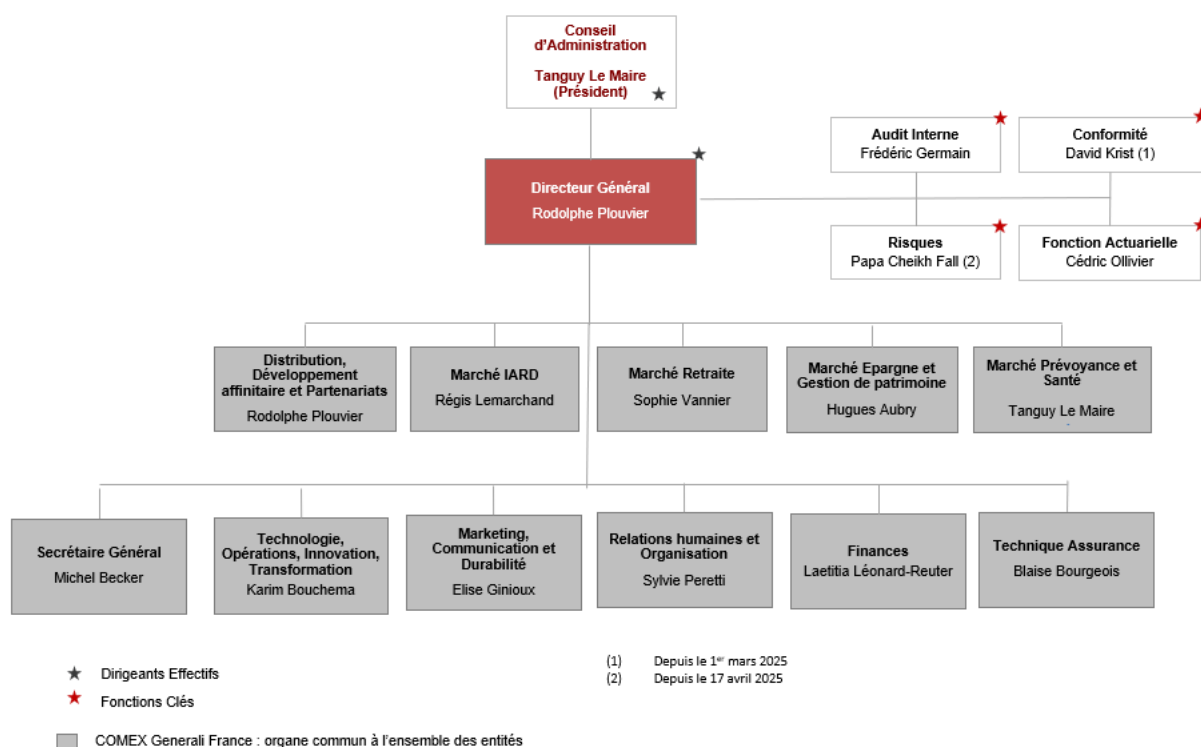 Conseil
d'Administration
Tanguy Le Maire
(Président)
Directeur Général
Rodolphe Plouvier
Audit Interne
Frédéric Germain
Conformité
David Krist (1)
Risques
Papa Cheikh Fall (2)
Fonction Actuarielle
Cédric Ollivier
Distribution,
Développement
affinitaire et Partenariats
Rodolphe Plouvier
Marché IARD
Régis Lemarchand
Marché Retraite
Sophie Vannier
Marché Epargne et
Gestion de patrimoine
Hugues Aubry
Marché Prévoyance et
Santé
Tanguy Le Maire
Secrétaire Général
Michel Becker
Technologie,
Opérations, Innovation,
Transformation
Karim Bouchema
Marketing,
Communication et
Durabilité
Elise Ginioux
Relations humaines et
Organisation
Sylvie Peretti
Finances
Laetitia Léonard-Reuter
Technique Assurance
Blaise Bourgeois
Dirigeants Effectifs
Fonctions Clés
COMEX Generali France : organe commun à l'ensemble des entités
(1) Depuis le 1er mars 2025
(2) Depuis le 17 avril 2025